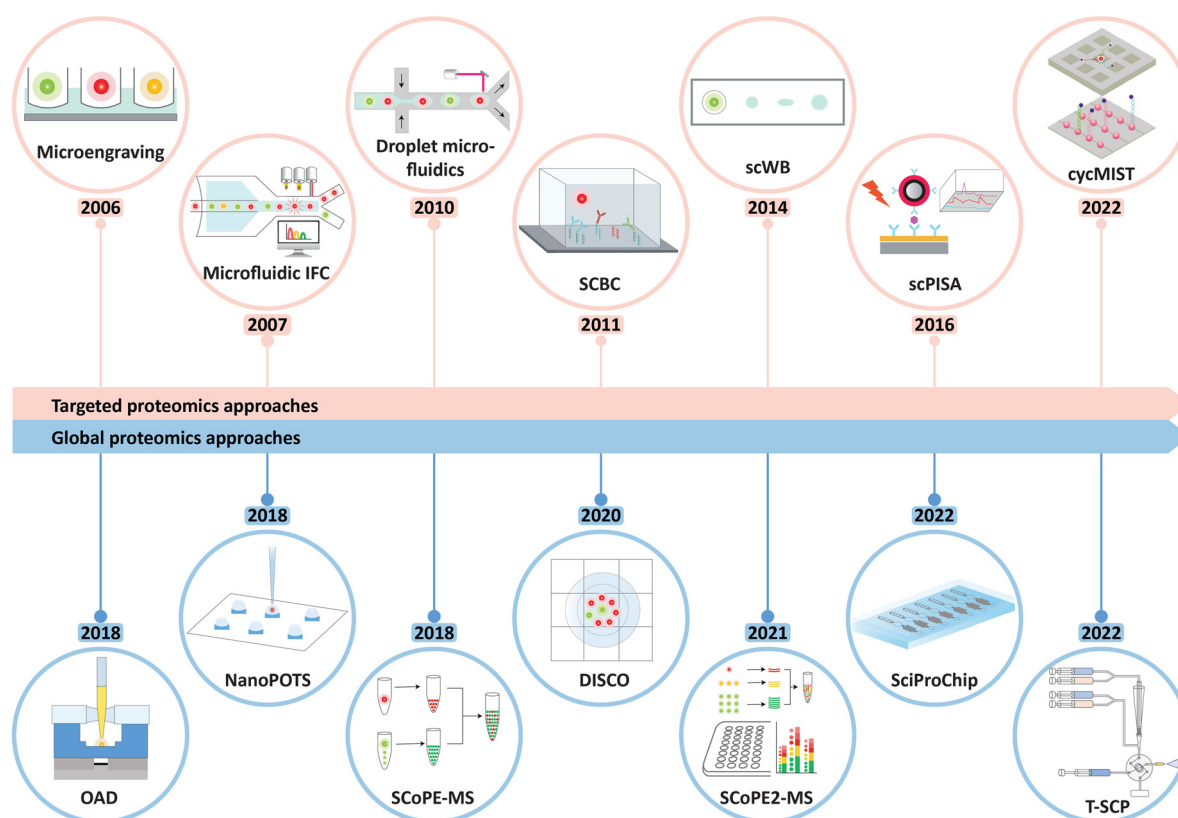 Microengraving
2006
Microfluidic IFC
2007
Droplet micro-
fluidics
2010
SCBC
2011
scWB
2014
scPISA
2016
cycMIST
2022
Targeted proteomics approaches
Global proteomics approaches
2018
OAD
2018
NanoPOTS
2018
SCoPE-MS
2020
DISCO
2021
SCoPE2-MS
2022
SciProChip
2022
T-SCP